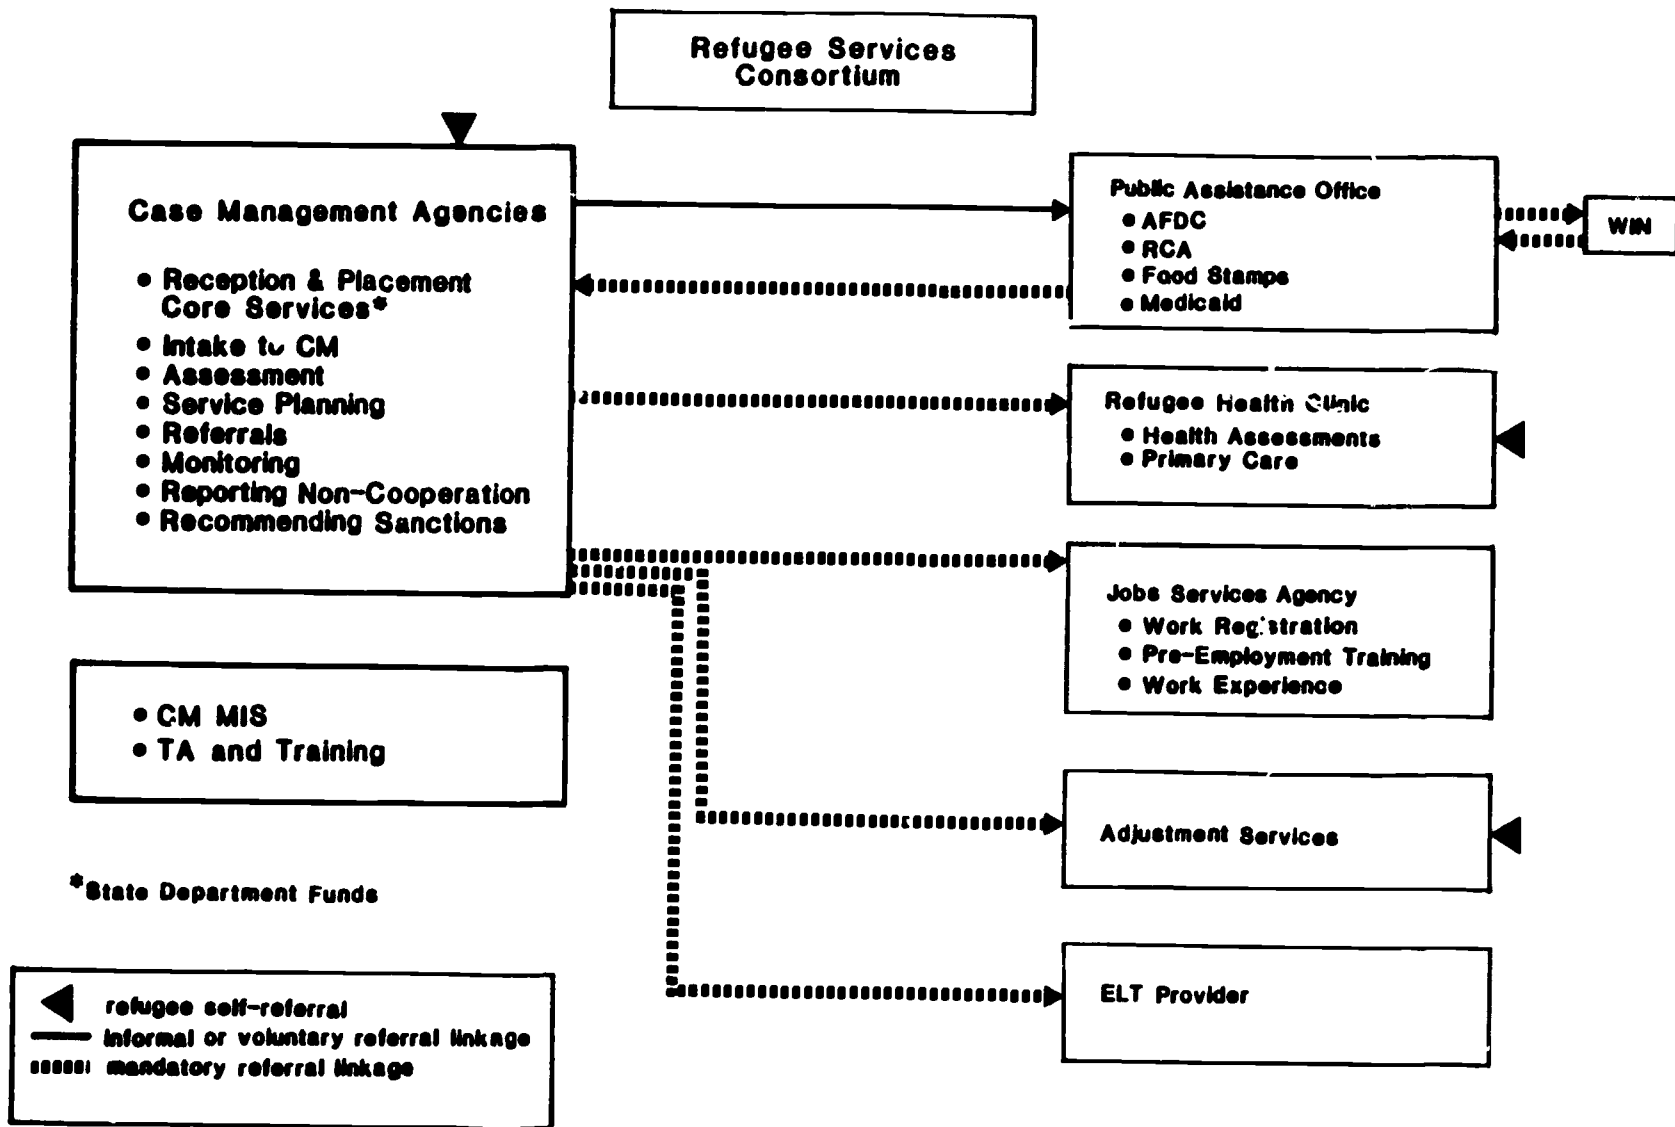 Refugee Services
Consortium
Case Management Agencies
• Reception & Placement
Core Services*
• Intake to CM
• Assessment
• Service Planning
• Referrals
• Monitoring
• Reporting Non-Cooperation
• Recommending Sanctions
• CM MIS
• TA and Training
*State Department Funds
Public Assistance Office
• AFDC
• RCA
• Food Stamps
• Medicaid
WIN
Refugee Health Clinic
• Health Assessments
• Primary Care
Jobs Services Agency
• Work Registration
• Pre-Employment Training
• Work Experience
Adjustment Services
ELT Provider
refugee self-referral
informal or voluntary referral linkage
mandatory referral linkage